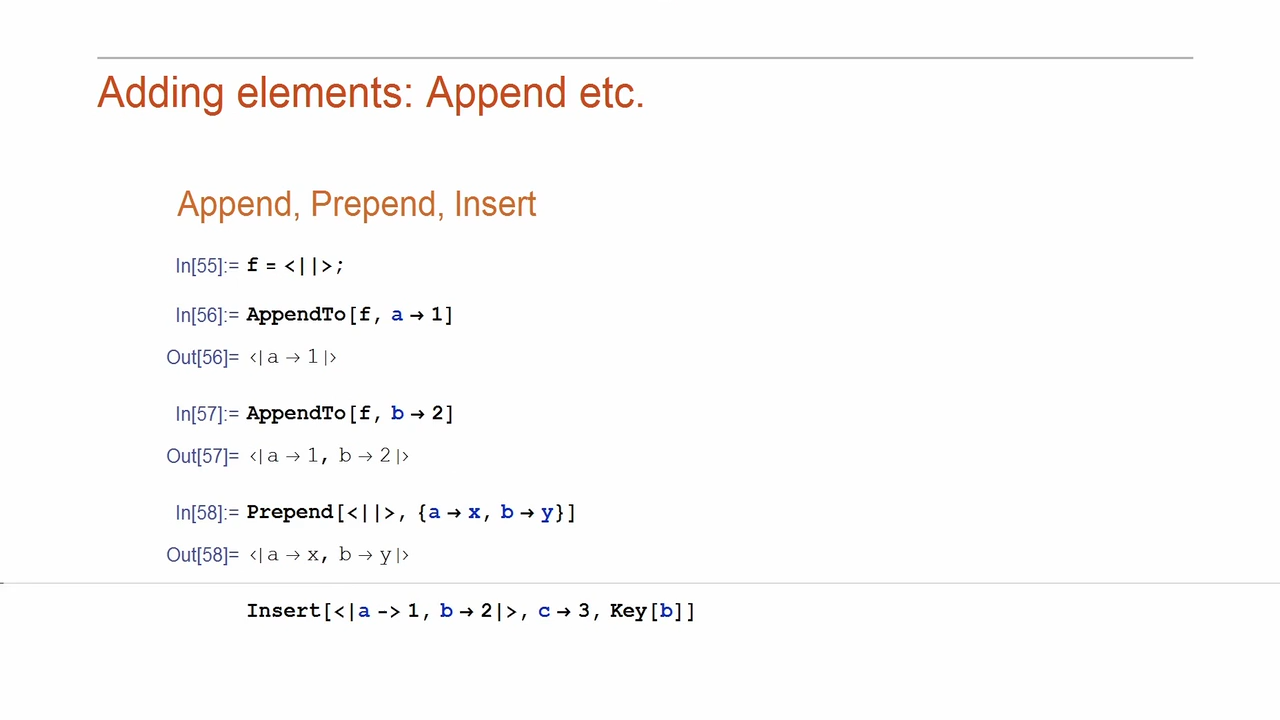 Adding elements: Append etc.
Append, Prepend, Insert
In[55]:= f = <||>;
In[56]:= AppendTo[f, a → 1]
Out[56]= <|a → 1|>
In[57]:= AppendTo[f, b → 2]
Out[57]= <|a → 1, b → 2|>
In[58]:= Prepend[<||>, {a → x, b → y}]
Out[58]= <|a → x, b → y|>
Insert[<|a -> 1, b → 2|>, c → 3, Key[b]]